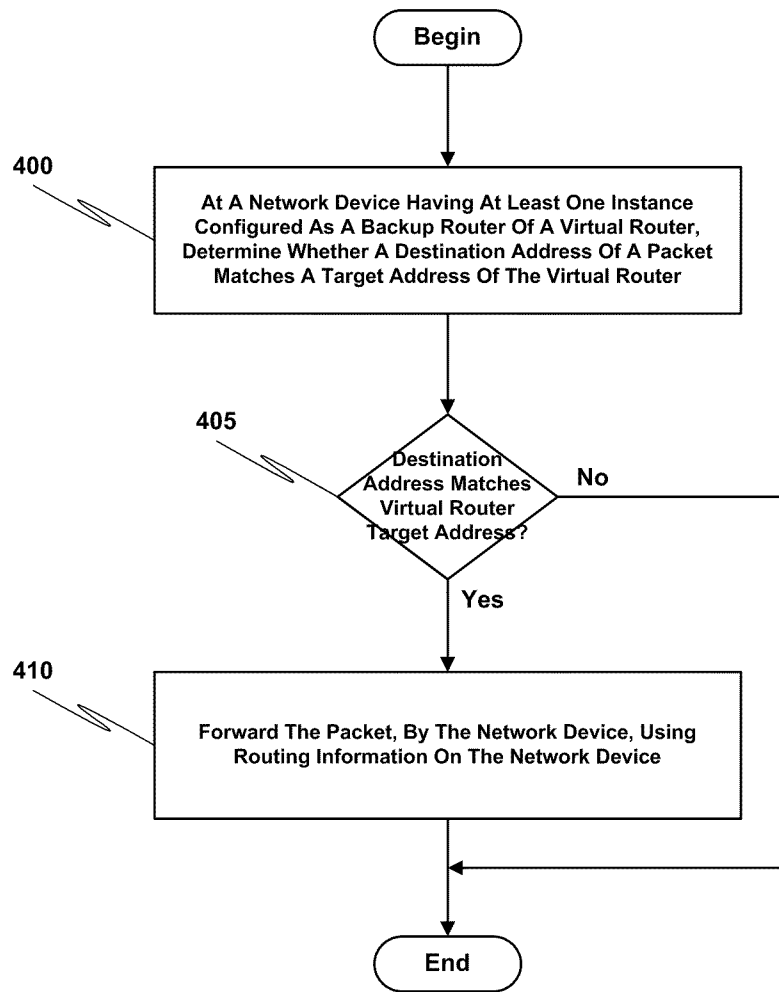 Begin
400
At A Network Device Having At Least One Instance
Configured As A Backup Router Of A Virtual Router,
Determine Whether A Destination Address Of A Packet
Matches A Target Address Of The Virtual Router
405
Destination
Address Matches
Virtual Router
Target Address?
No
Yes
410
Forward The Packet, By The Network Device, Using
Routing Information On The Network Device
End